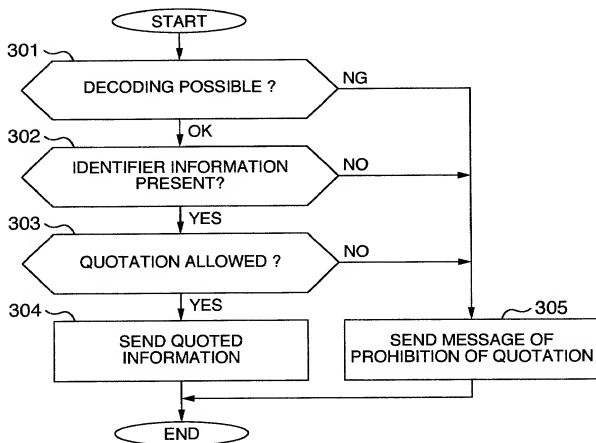 START
301
DECODING POSSIBLE ?
NG
OK
302
IDENTIFIER INFORMATION
PRESENT?
NO
YES
303
QUOTATION ALLOWED ?
NO
YES
304
SEND QUOTED
INFORMATION
305
SEND MESSAGE OF
PROHIBITION OF QUOTATION
END